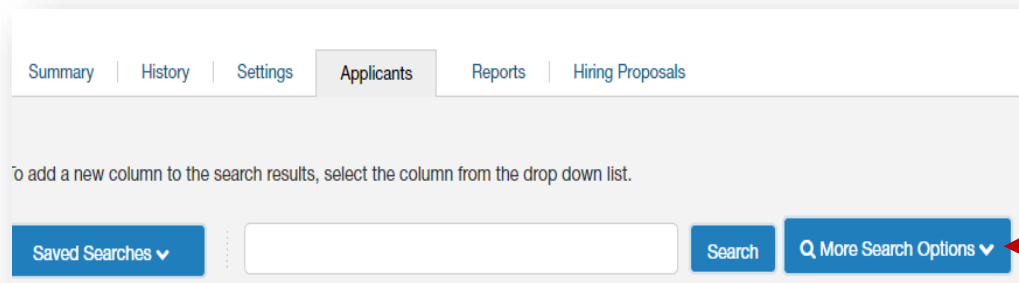 Summary History Settings Applicants Reports Hiring Proposals
To add a new column to the search results, select the column from the drop down list.
Saved Searches Search More Search Options